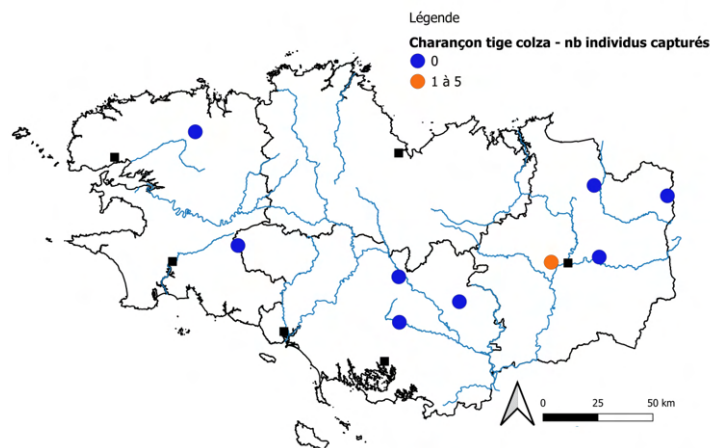 Légende
Charançon tige colza - nb individus capturés
0
1 à 5
0 25 50 km